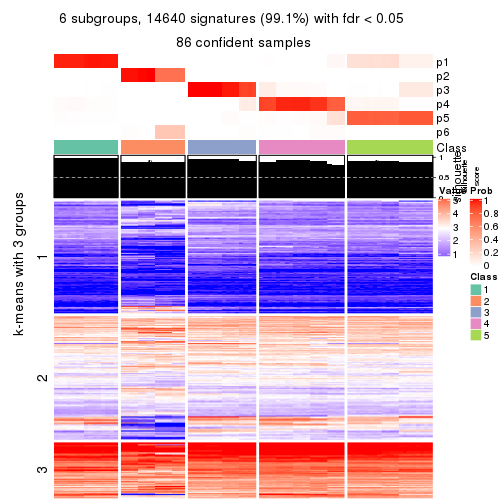 6 subgroups, 14640 signatures (99.1%) with fdr < 0.05
86 confident samples
p1
p2
p3
p4
p5
p6
Class
1
0.5
0
silhouette
score
k-means with 3 groups
1
2
3
Value
5
4
3
2
1
Prob
1
0.8
0.6
0.4
0.2
0
Class
1
2
3
4
5